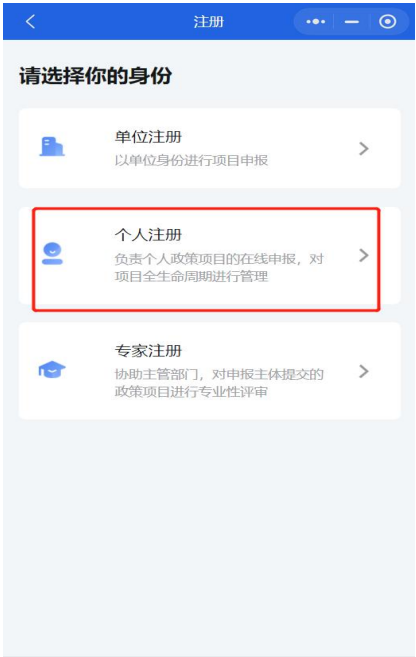 注册
请选择你的身份
单位注册
以单位身份进行项目申报
个人注册
负责个人政策项目的在线申报，对
项目全生命周期进行管理
专家注册
协助主管部门，对申报主体提交的
政策项目进行专业性评审